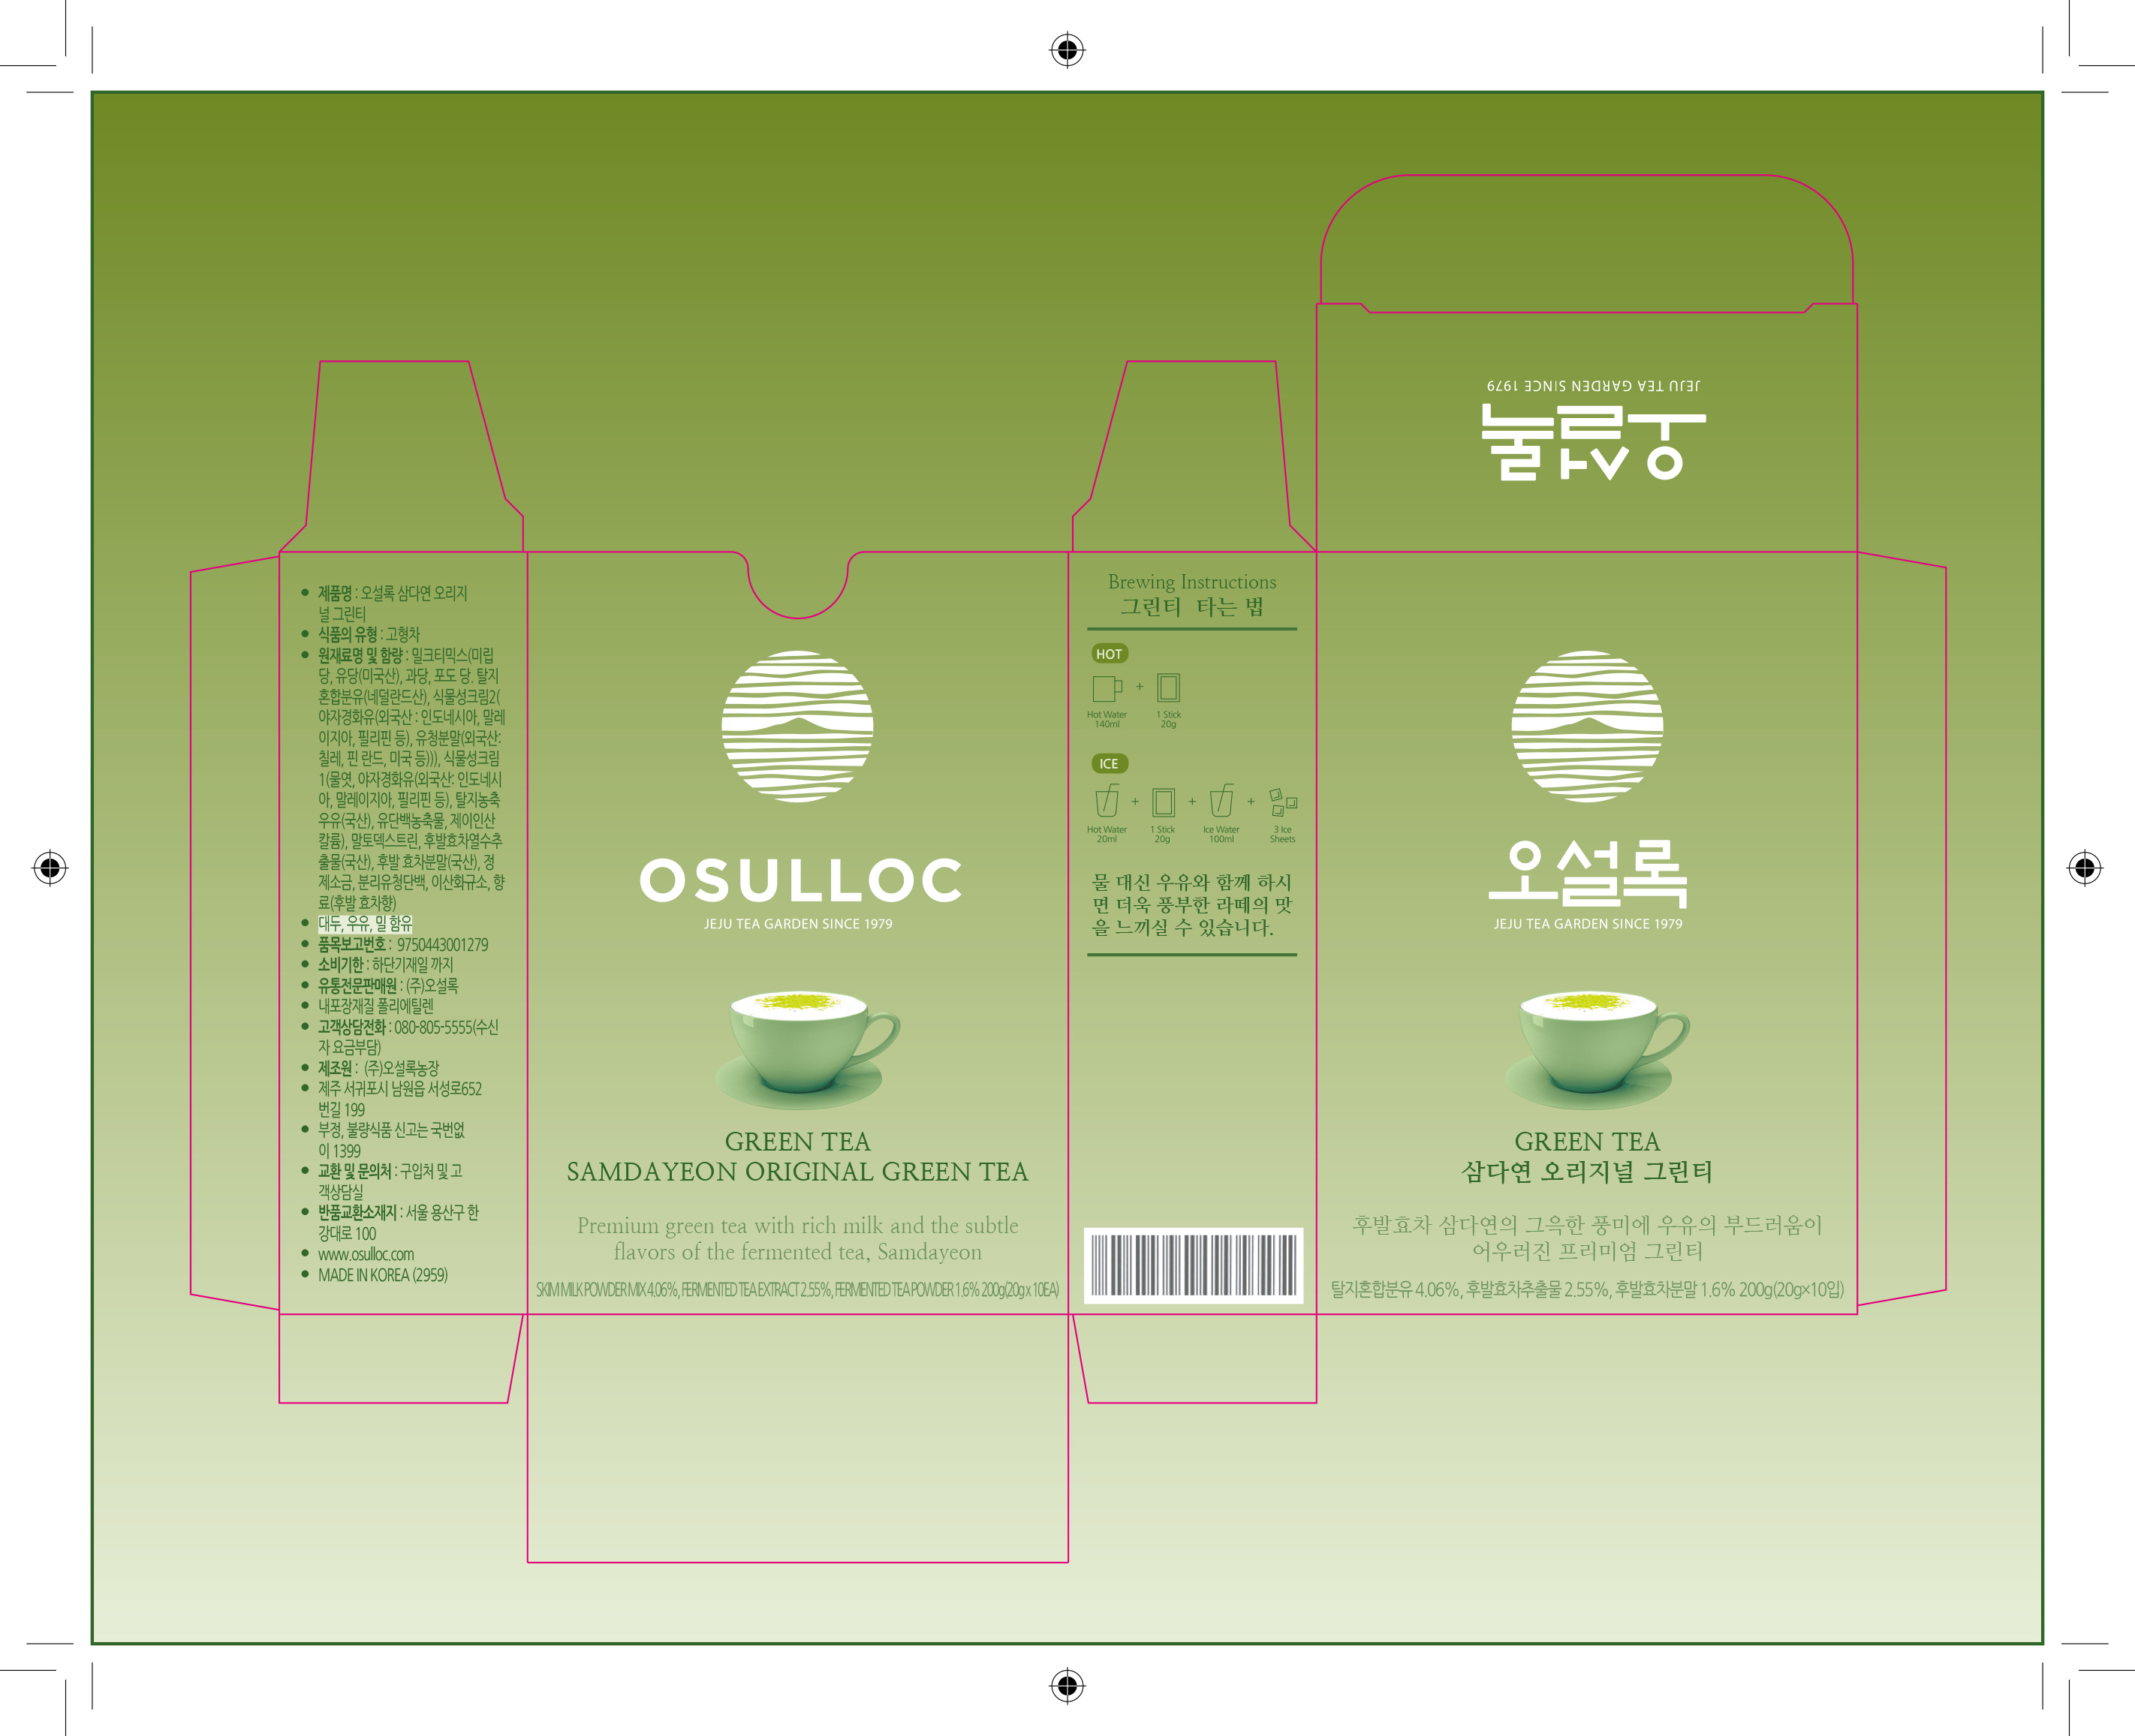 JEJU TEA GARDEN SINCE 1979
오설록
• 제품명 : 오설록 삼다연 오리지
널 그린티
• 식품의 유형 : 고형차
• 원재료명 및 함량 : 밀크티믹스(미립
당, 유당(미국산), 과당, 포도 당. 탈지
혼합분유(네덜란드산), 식물성크림2(
야자경화유(외국산 : 인도네시아, 말레
이지아, 필리핀 등), 유청분말(외국산:
칠레, 핀 란드, 미국 등))), 식물성크림
1(물엿, 야자경화유(외국산: 인도네시
아, 말레이지아, 필리핀 등), 탈지농축
우유(국산), 유단백농축물, 제이인산
칼륨), 말토덱스트린, 후발효차열수추
출물(국산), 후발 효차분말(국산), 정
제소금, 분리유청단백, 이산화규소, 향
료(후발 효차향)
• 대두, 우유, 밀 함유
• 품목보고번호 : 9750443001279
• 소비기한 : 하단기재일 까지
• 유통전문판매원 : (주)오설록
• 내포장재질 폴리에틸렌
• 고객상담전화 : 080-805-5555(수신
자 요금부담)
• 제조원 : (주)오설록농장
• 제주 서귀포시 남원읍 서성로652
번길 199
• 부정, 불량식품 신고는 국번없
이 1399
• 교환 및 문의처 : 구입처 및 고
객상담실
• 반품교환소재지 : 서울 용산구 한
강대로 100
• www.osulloc.com
• MADE IN KOREA (2959)
OSULLOC
JEJU TEA GARDEN SINCE 1979
GREEN TEA
SAMDAYEON ORIGINAL GREEN TEA
Premium green tea with rich milk and the subtle
flavors of the fermented tea, Samdayeon
SKIM MILK POWDER MIX 4.06%, FERMENTED TEA EXTRACT 2.55%, FERMENTED TEA POWDER 1.6% 200g(20g x 10EA)
Brewing Instructions
그린티 타는 법
HOT
+
Hot Water 1 Stick
140ml 20g
ICE
+ + +
Hot Water 1 Stick Ice Water 3 Ice
20ml 20g 100ml Sheets
물 대신 우유와 함께 하시
면 더욱 풍부한 라떼의 맛
을 느끼실 수 있습니다.
오설록
JEJU TEA GARDEN SINCE 1979
GREEN TEA
삼다연 오리지널 그린티
후발효차 삼다연의 그윽한 풍미에 우유의 부드러움이
어우러진 프리미엄 그린티
탈지혼합분유 4.06%, 후발효차추출물 2.55%, 후발효차분말 1.6% 200g(20g×10입)